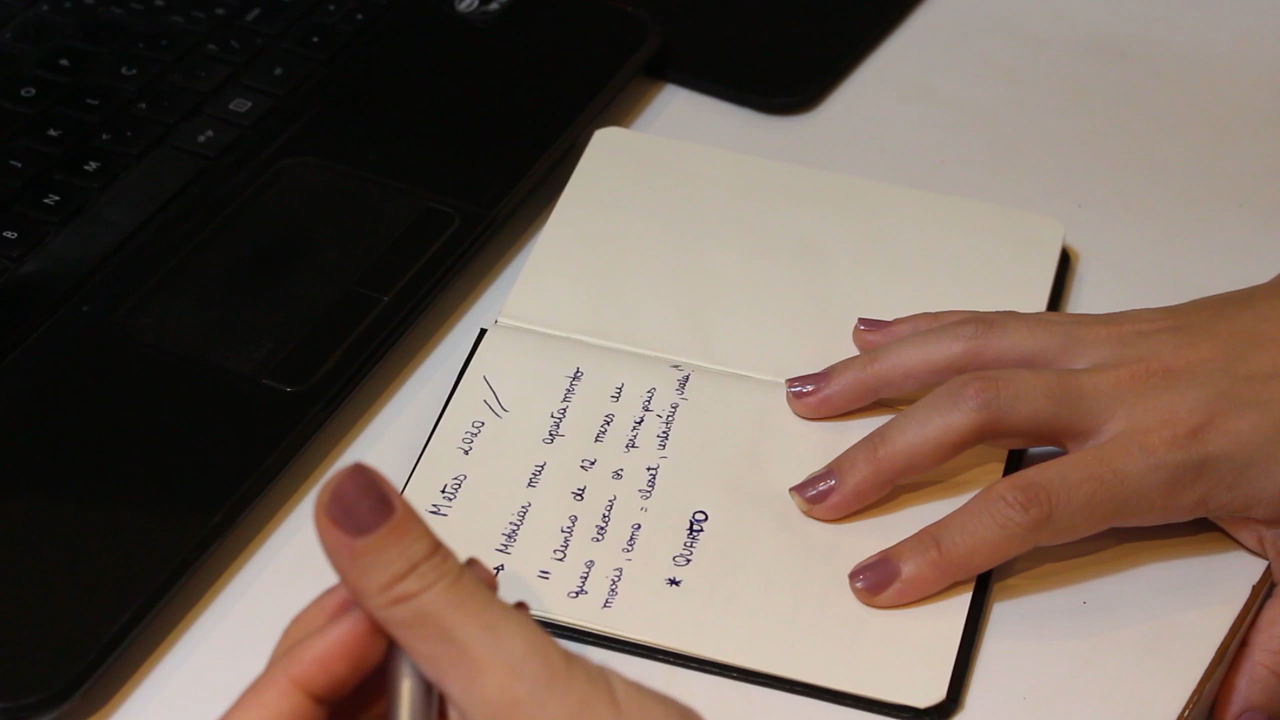 Metas 2020 //
→ Mobiliar meu apartamento
" Dentro de 12 meses eu
quero colocar os principais
moveis, como = closet, escritório, sala."
* QUARTO
O P
I Ç
J K
B N M